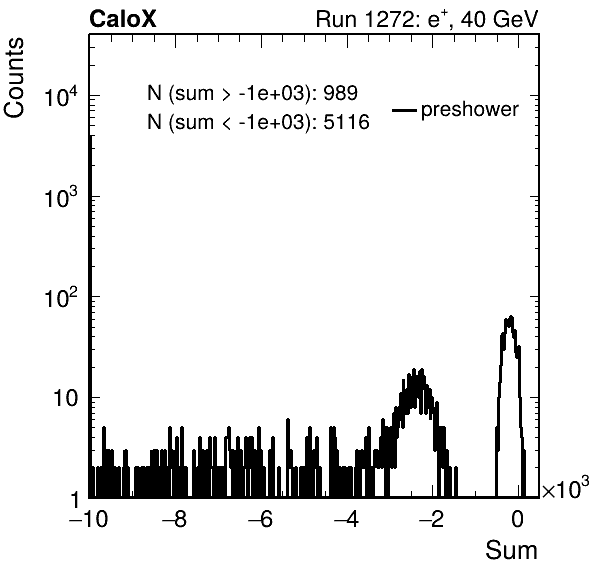 CaloX Run 1272: e⁺, 40 GeV
Counts
N (sum > -1e+03): 989
N (sum < -1e+03): 5116
preshower
10⁴
10³
10²
10
1
−10 −8 −6 −4 −2 0
×10³
Sum